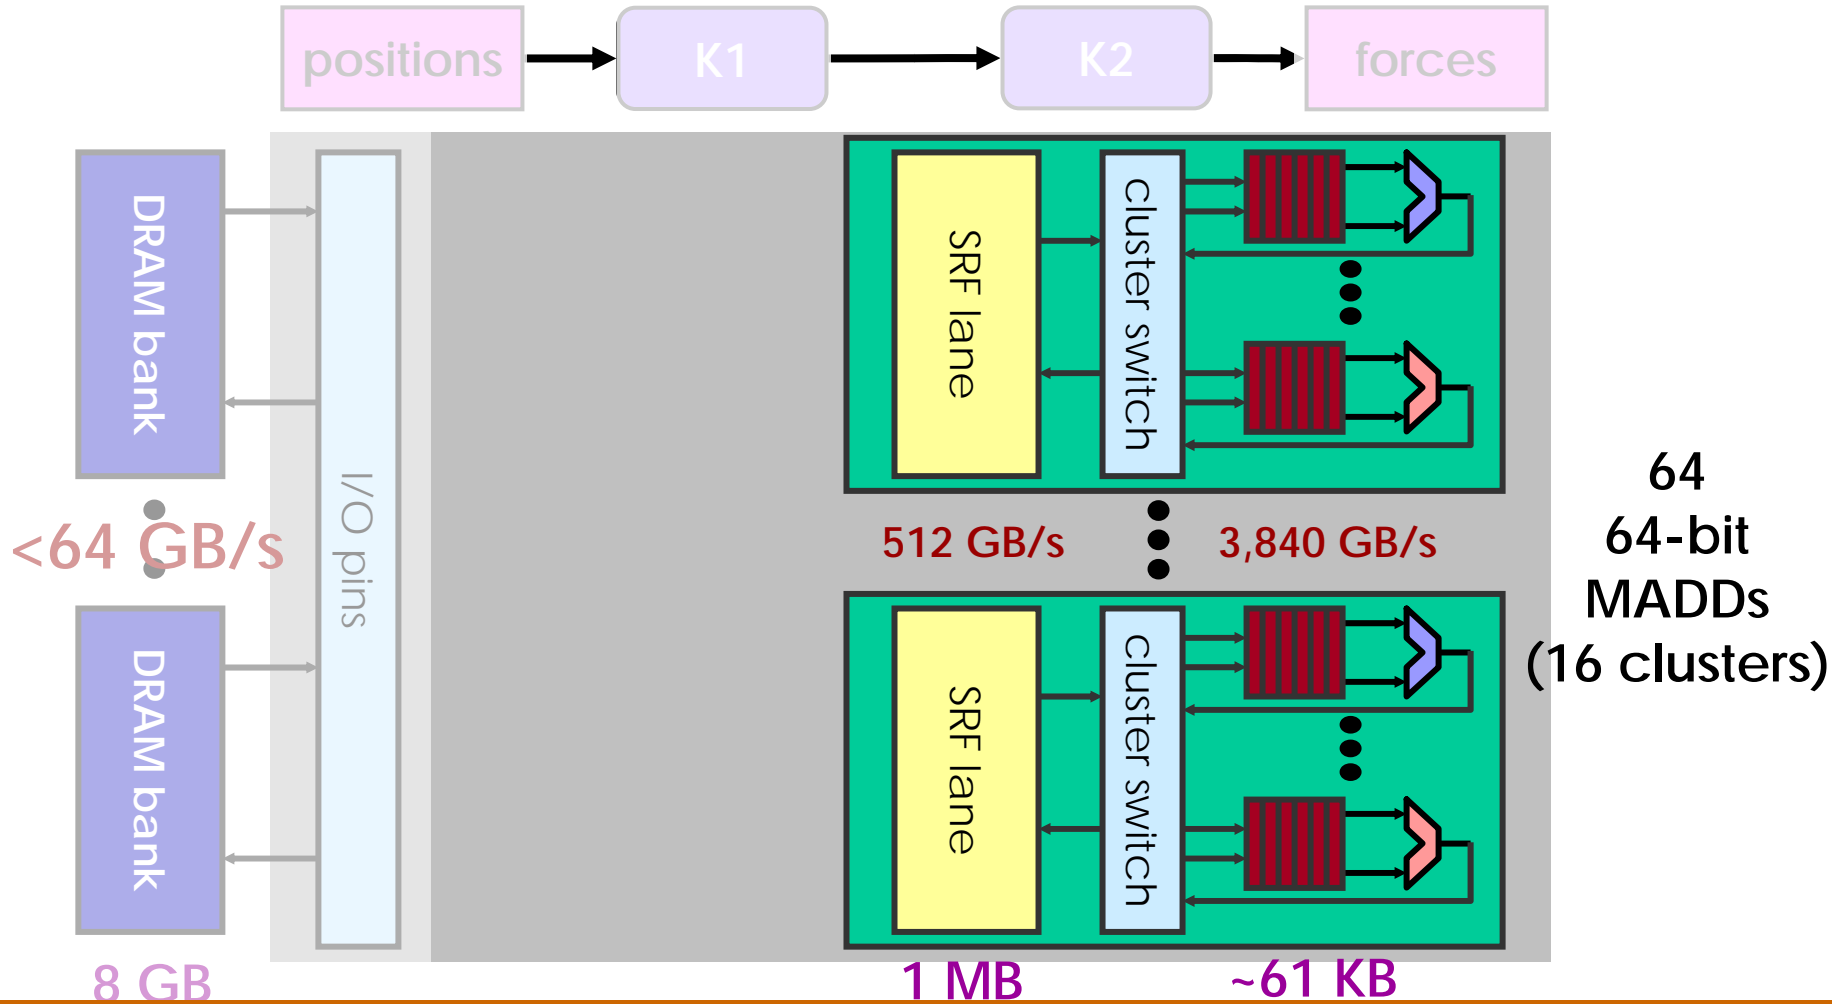 positions
K1
K2
forces
DRAM bank
I/O pins
SRF lane
Cluster switch
<64 GB/s
512 GB/s
3,840 GB/s
64
64-bit
MADDs
(16 clusters)
DRAM bank
SRF lane
Cluster switch
8 GB
1 MB
~61 KB